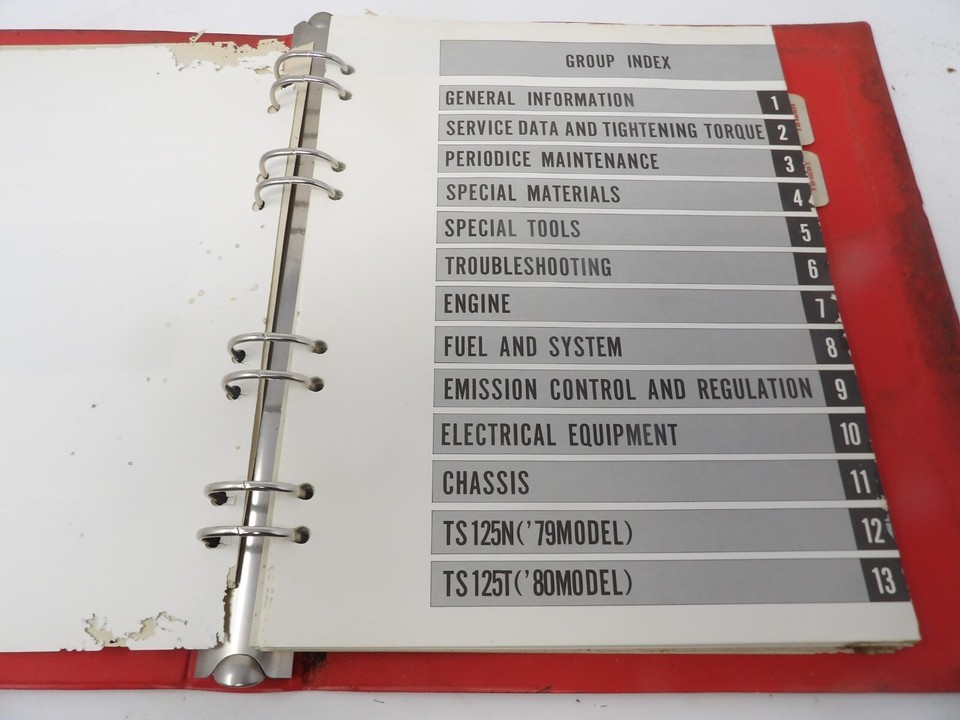 GROUP INDEX
GENERAL INFORMATION 1
SERVICE DATA AND TIGHTENING TORQUE 2
PERIODICE MAINTENANCE 3
SPECIAL MATERIALS 4
SPECIAL TOOLS 5
TROUBLESHOOTING 6
ENGINE 7
FUEL AND SYSTEM 8
EMISSION CONTROL AND REGULATION 9
ELECTRICAL EQUIPMENT 10
CHASSIS 11
TS125N('79MODEL) 12
TS125T('80MODEL) 13